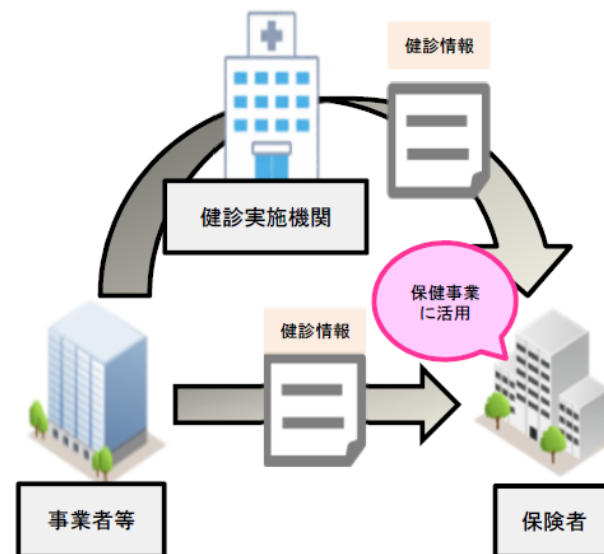 健診情報
健診実施機関
保健事業
に活用
健診情報
事業者等
保険者